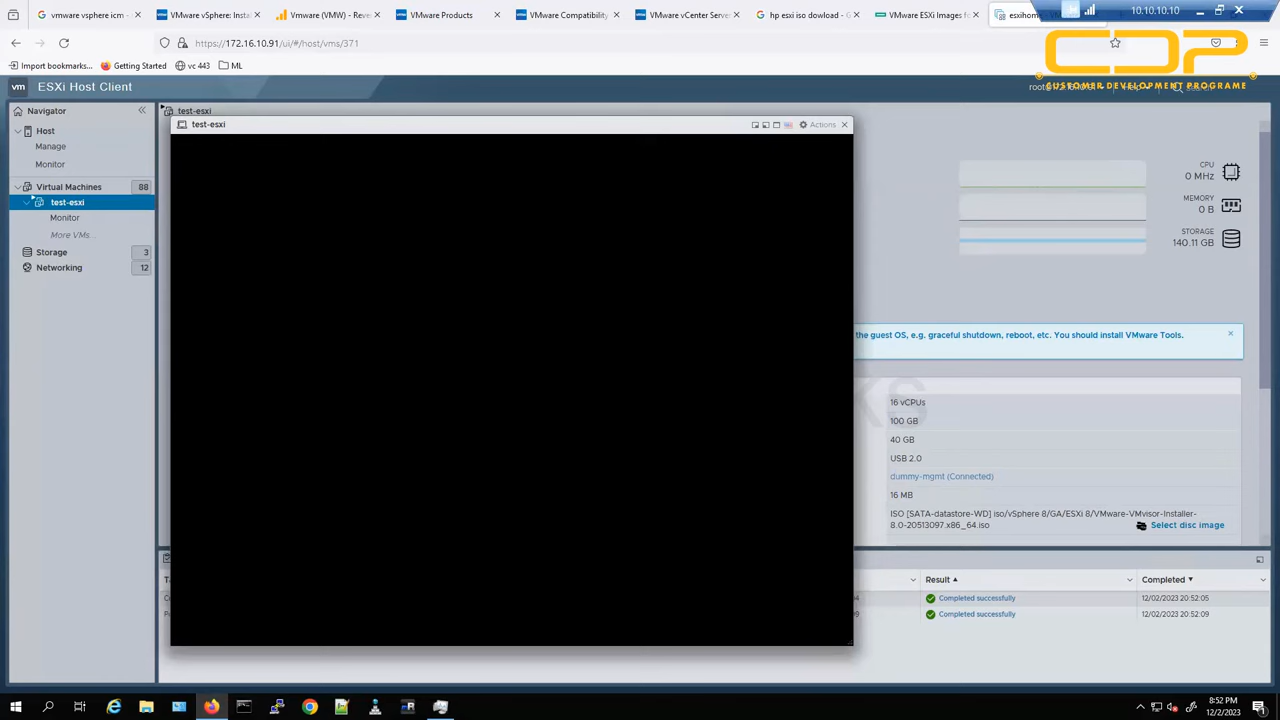 vmware vsphere icm
VMware vSphere: Insta
Vmware (VMW) - Rev
VMware Product
VMware Compatibility
VMware vCenter Serve
hp esxi iso dowload - G
VMware ESXi Images fo
10.10.10.10
https://172.16.10.91/ui/#/host/vms/371
Import bookmarks...
Getting Started
vc 443
ML
CDP
CUSTOMER DEVELOPMENT PROGRAME
vm
ESXi Host Client
Navigator
test-esxi
Host
Manage
Monitor
Virtual Machines
88
test-esxi
Monitor
More VMs...
Storage
3
Networking
12
test-esxi
Actions
CPU
0 MHz
MEMORY
0 B
STORAGE
140.11 GB
the guest OS, e.g. graceful shutdown, reboot, etc. You should install VMware Tools.
16 vCPUs
100 GB
40 GB
USB 2.0
dummy-mgmt (Connected)
16 MB
ISO [SATA-datastore-WD] iso/vSphere 8/GA/ESXi 8/VMware-VMvisor-Installer-
8.0-20513097.x86_64.iso
Select disc image
Result
Completed
Completed successfully
12/02/2023 20:52:05
Completed successfully
12/02/2023 20:52:09
8:52 PM
12/2/2023